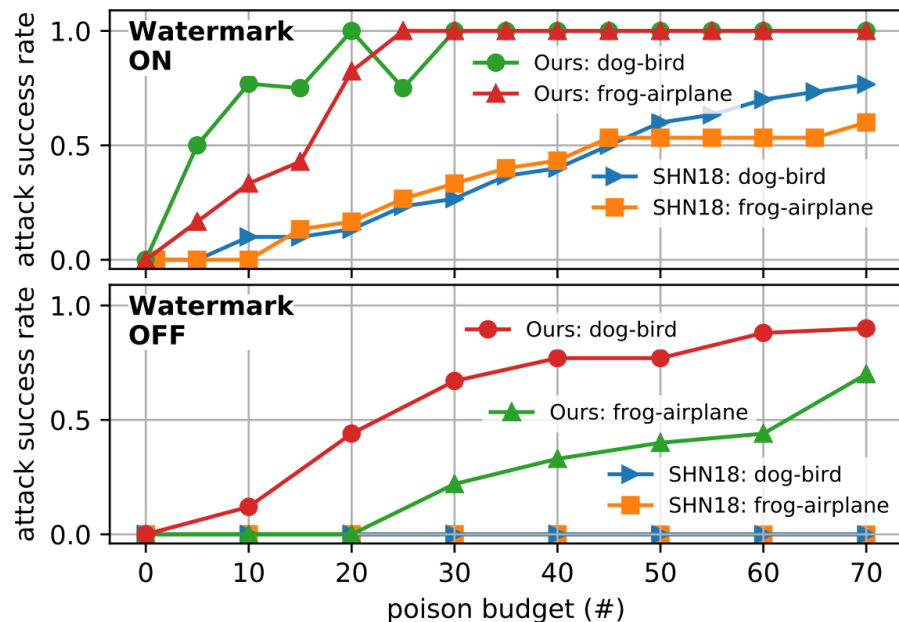 Watermark
ON
attack success rate
1.0
0.5
0.0
Ours: dog-bird
Ours: frog-airplane
SHN18: dog-bird
SHN18: frog-airplane
Watermark
OFF
attack success rate
1.0
0.5
0.0
Ours: dog-bird
Ours: frog-airplane
SHN18: dog-bird
SHN18: frog-airplane
0 10 20 30 40 50 60 70
poison budget (#)